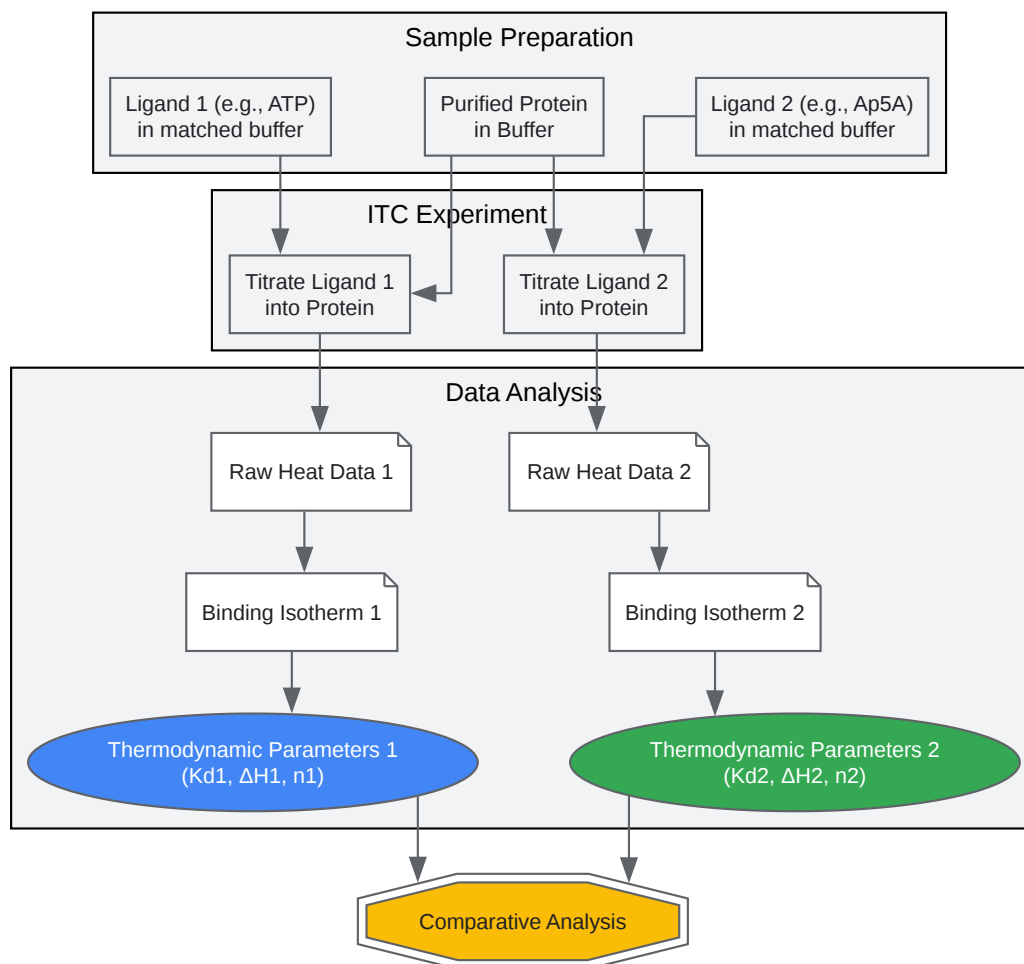 Sample Preparation
Ligand 1 (e.g., ATP)
in matched buffer
Purified Protein
in Buffer
Ligand 2 (e.g., Ap5A)
in matched buffer
ITC Experiment
Titrate Ligand 1
into Protein
Titrate Ligand 2
into Protein
Data Analysis
Raw Heat Data 1
Raw Heat Data 2
Binding Isotherm 1
Binding Isotherm 2
Thermodynamic Parameters 1
(Kd1, ΔH1, n1)
Thermodynamic Parameters 2
(Kd2, ΔH2, n2)
Comparative Analysis